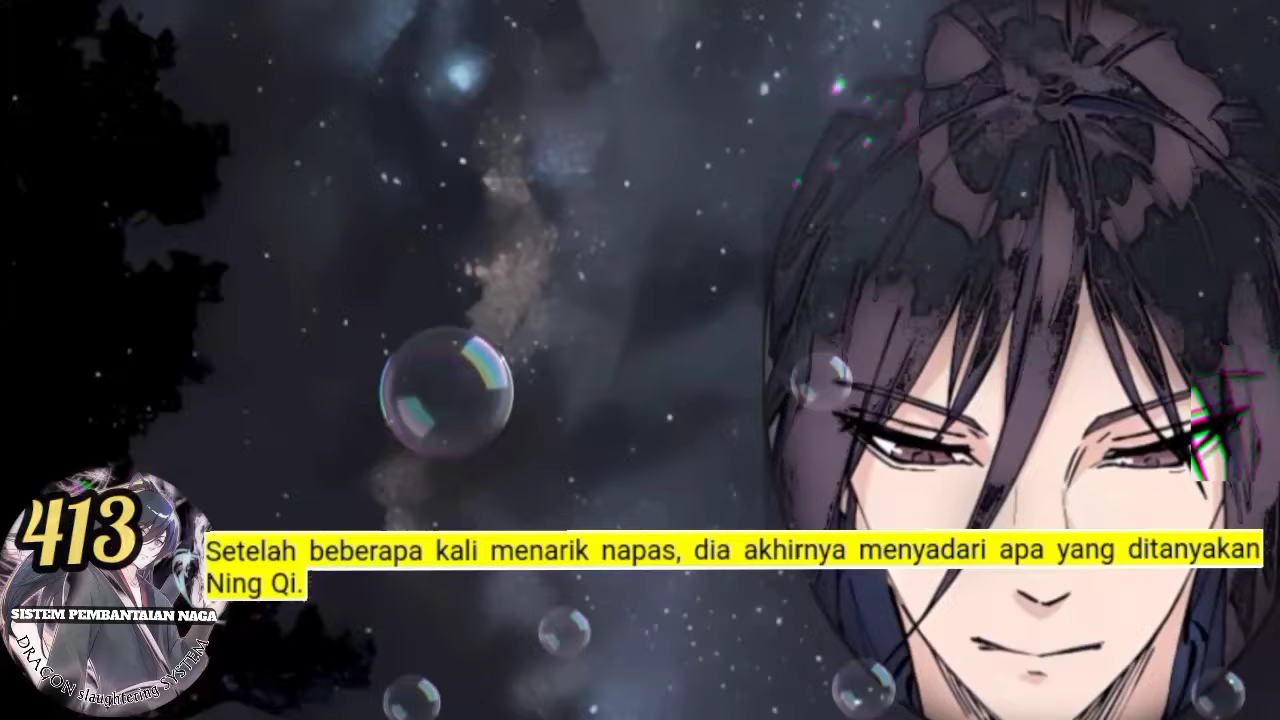 413
Setelah beberapa kali menarik napas, dia akhirnya menyadari apa yang ditanyakan
Ning Qi.
SISTEM PEMBANTAIAN NAGA
DRAGON slaughtering SYSTEM